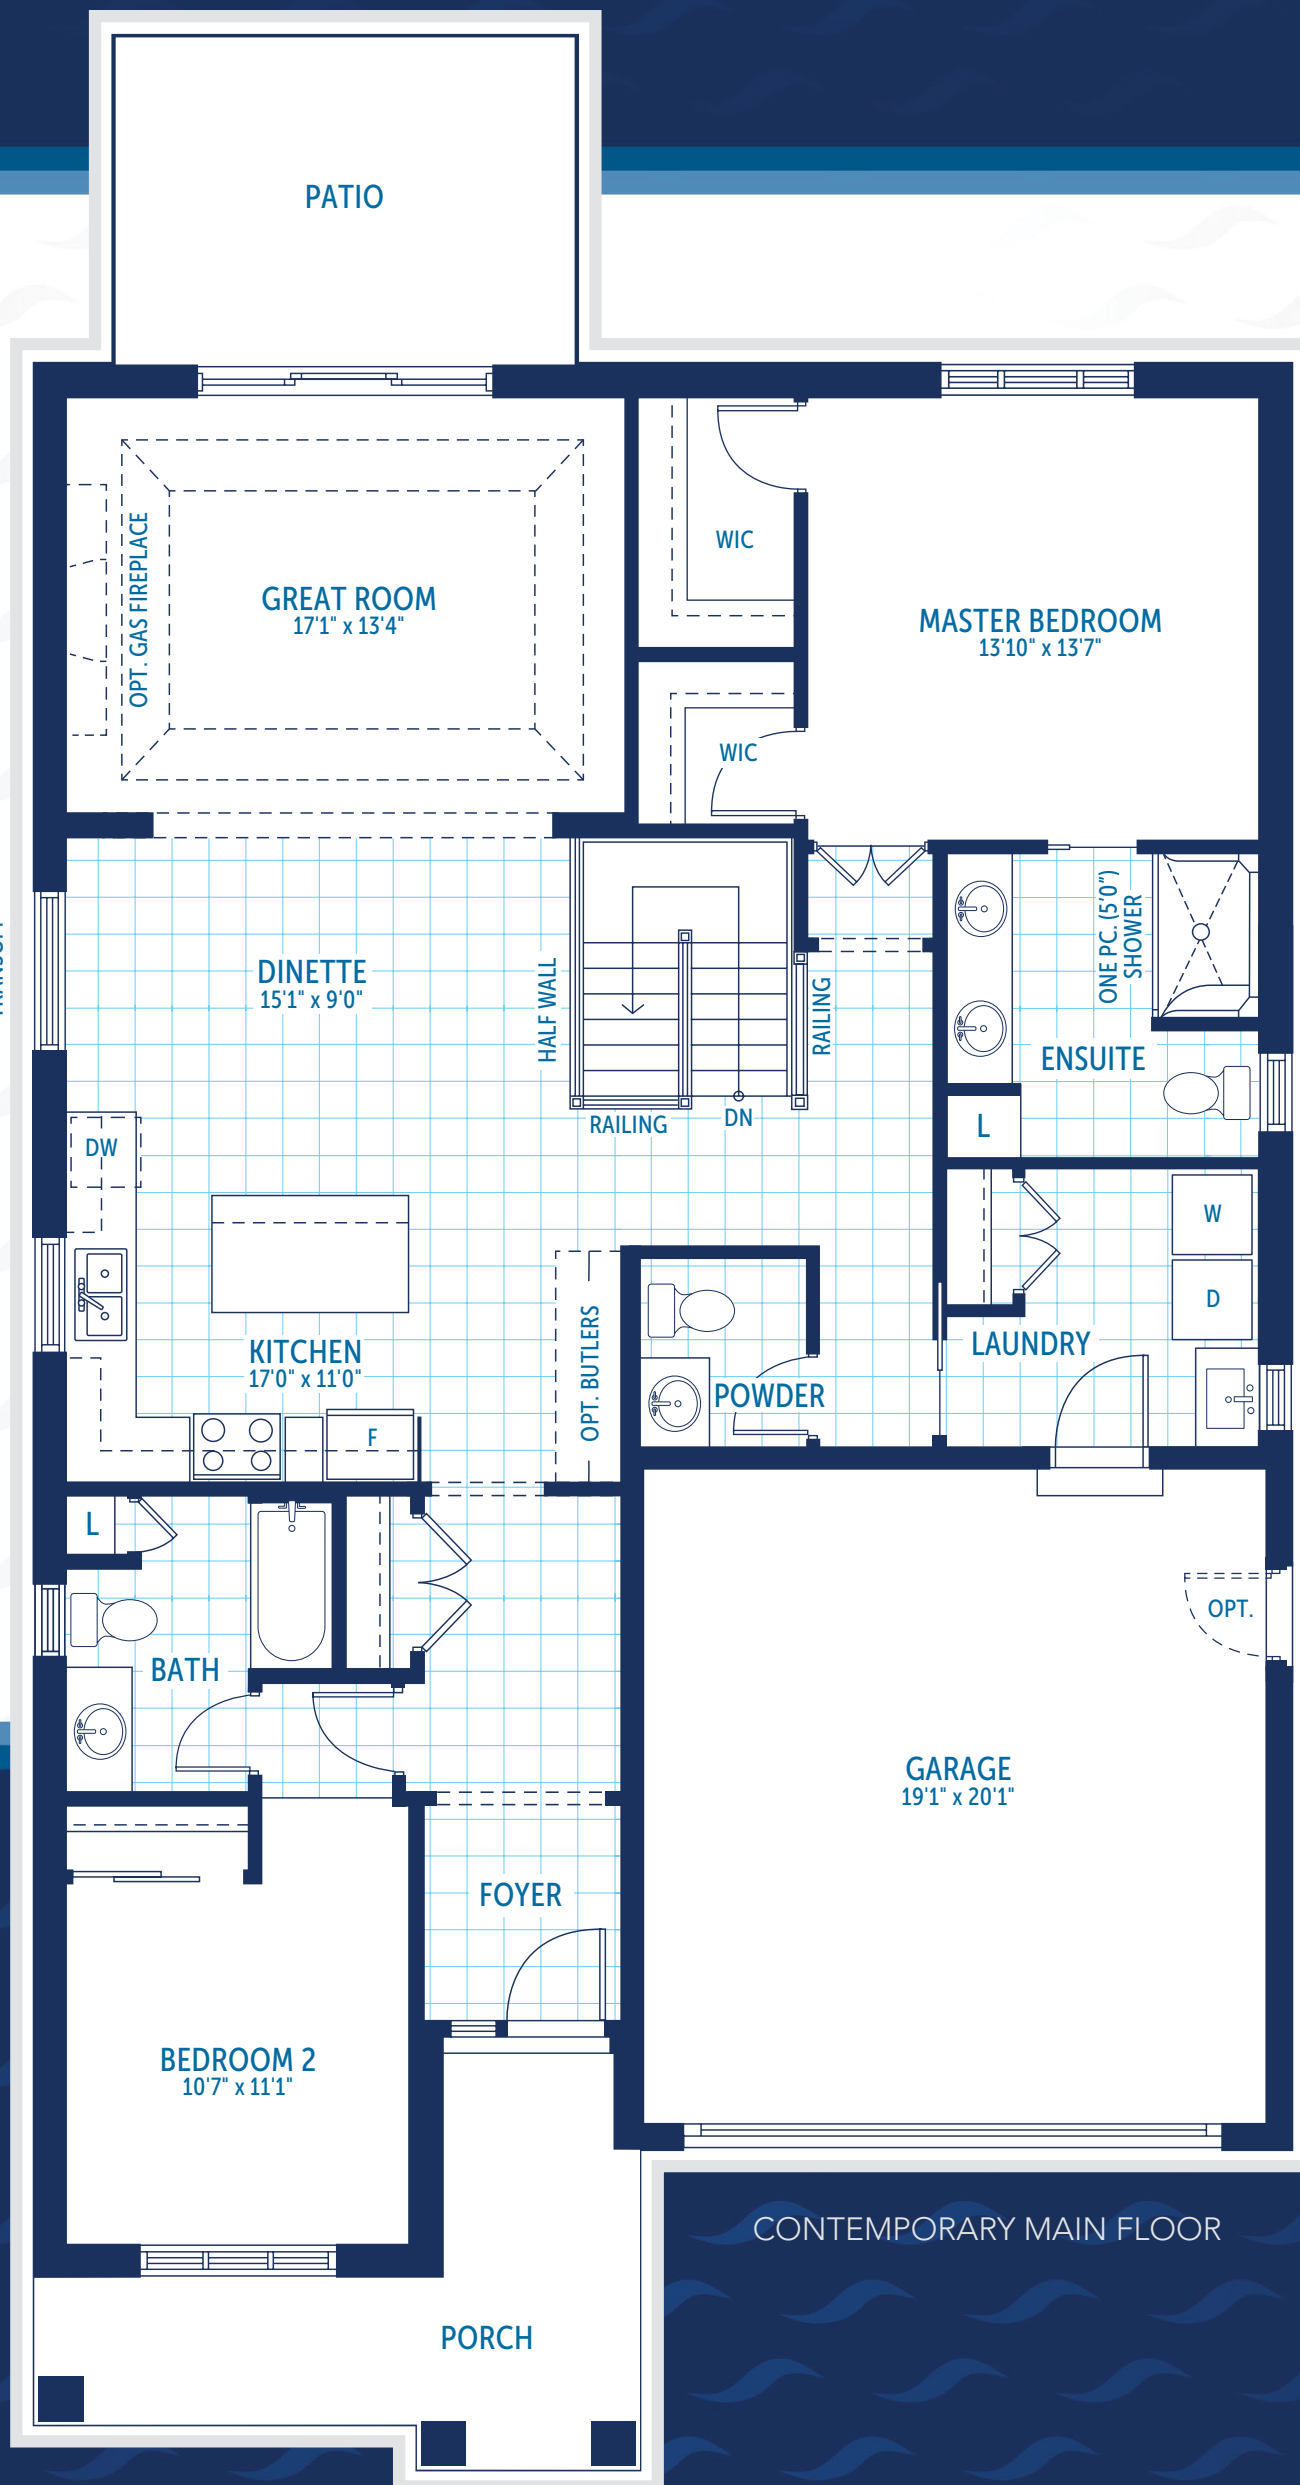 PATIO
WIC
OPT. GAS FIREPLACE
GREAT ROOM
17'1" x 13'4"
MASTER BEDROOM
13'10" x 13'7"
WIC
ONE PC. (5'0")
SHOWER
DINETTE
15'1" x 9'0"
HALF WALL
RAILING
ENSUITE
RAILING
DN
L
DW
W
D
OPT. BUTLERS
LAUNDRY
KITCHEN
17'0" x 11'0"
POWDER
F
L
OPT.
BATH
GARAGE
19'1" x 20'1"
FOYER
BEDROOM 2
10'7" x 11'1"
CONTEMPORARY MAIN FLOOR
PORCH